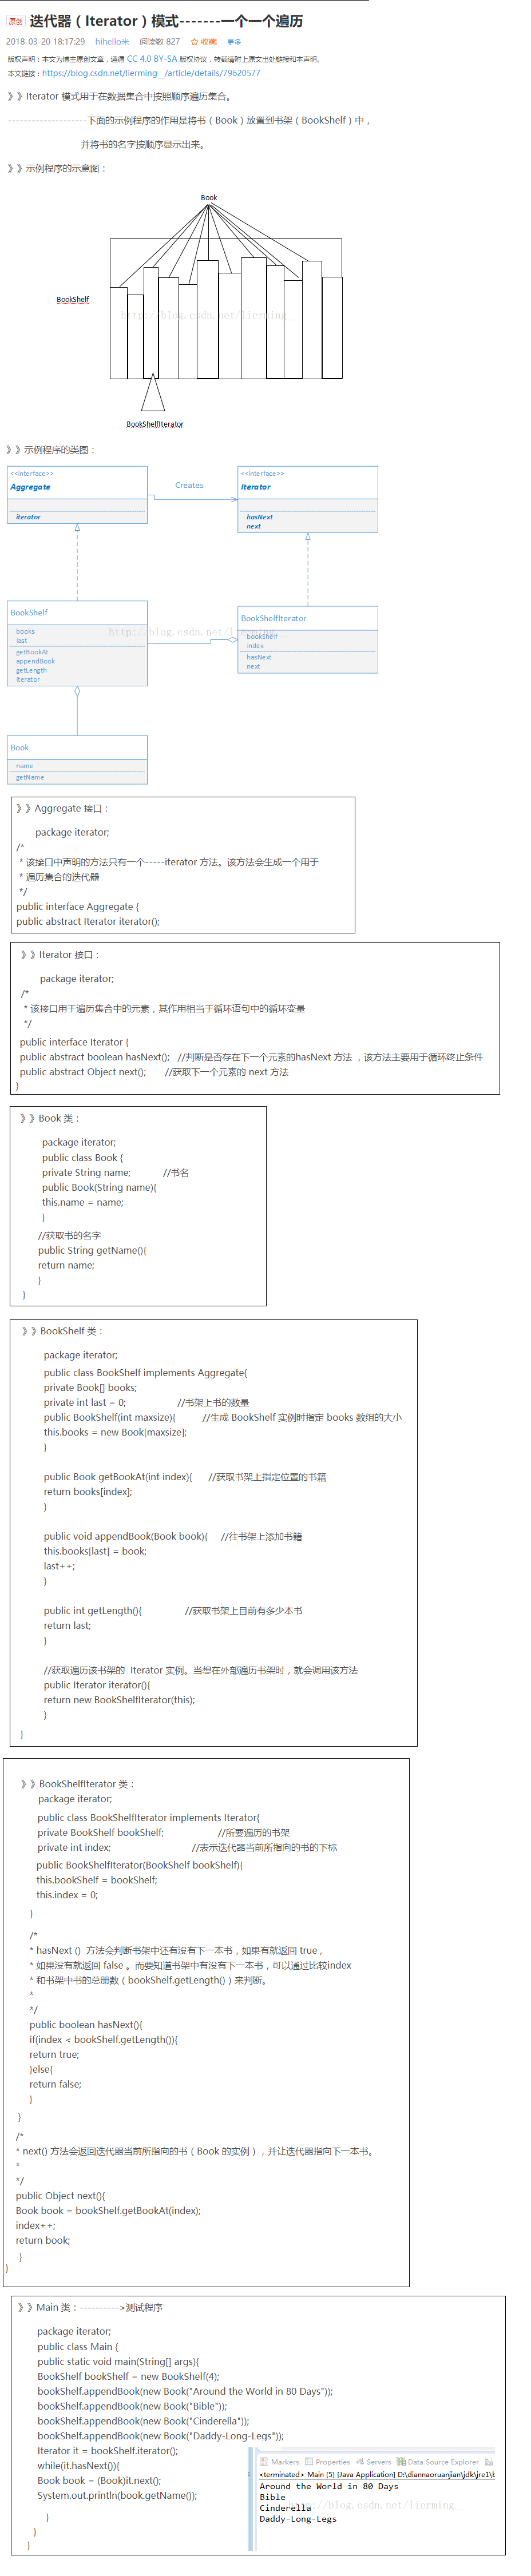 原创 迭代器（Iterator）模式-------一个一个遍历
2018-03-20 18:17:29 hihello米 阅读数 827 收藏 更多
版权声明：本文为博主原创文章，遵循 CC 4.0 BY-SA 版权协议，转载请附上原文出处链接和本声明。
本文链接：https://blog.csdn.net/lierming__/article/details/79620577
》》Iterator 模式用于在数据集合中按照顺序遍历集合。
--------------------下面的示例程序的作用是将书（Book）放置到书架（BookShelf）中，
并将书的名字按顺序显示出来。
》》示例程序的示意图：
Book
BookShelf
http://blog.csdn.net/lierming__
BookShelfIterator
》》示例程序的类图：
<<interface>>
Aggregate
iterator
Creates
<<interface>>
Iterator
hasNext
next
BookShelf
books
last
getBookAt
appendBook
getLength
iterator
http://blog.csdn.net/lierming__
BookShelfIterator
bookShelf
index
hasNext
next
Book
name
getName
》》Aggregate 接口：
package iterator;
/*
* 该接口中声明的方法只有一个-----iterator 方法。该方法会生成一个用于
* 遍历集合的迭代器
*/
public interface Aggregate {
public abstract Iterator iterator();
》》Iterator 接口：
package iterator;
/*
* 该接口用于遍历集合中的元素，其作用相当于循环语句中的循环变量
*/
public interface Iterator {
public abstract boolean hasNext(); //判断是否存在下一个元素的hasNext 方法 ，该方法主要用于循环终止条件
public abstract Object next(); //获取下一个元素的 next 方法
}
》》Book 类：
package iterator;
public class Book {
private String name; //书名
public Book(String name){
this.name = name;
}
//获取书的名字
public String getName(){
return name;
}
}
》》BookShelf 类：
package iterator;
public class BookShelf implements Aggregate{
private Book[] books;
private int last = 0; //书架上书的数量
public BookShelf(int maxsize){ //生成 BookShelf 实例时指定 books 数组的大小
this.books = new Book[maxsize];
}
public Book getBookAt(int index){ //获取书架上指定位置的书籍
return books[index];
}
public void appendBook(Book book){ //往书架上添加书籍
this.books[last] = book;
last++;
}
public int getLength(){ //获取书架上目前有多少本书
return last;
}
//获取遍历该书架的 Iterator 实例。当想在外部遍历书架时，就会调用该方法
public Iterator iterator(){
return new BookShelfIterator(this);
}
}
》》BookShelfIterator 类：
package iterator;
public class BookShelfIterator implements Iterator{
private BookShelf bookShelf; //所要遍历的书架
private int index; //表示迭代器当前所指向的书的下标
public BookShelfIterator(BookShelf bookShelf){
this.bookShelf = bookShelf;
this.index = 0;
}
/*
* hasNext () 方法会判断书架中还有没有下一本书，如果有就返回 true ,
* 如果没有就返回 false 。而要知道书架中有没有下一本书，可以通过比较index
* 和书架中书的总册数（bookShelf.getLength()）来判断。
*
*/
public boolean hasNext(){
if(index < bookShelf.getLength()){
return true;
}else{
return false;
}
}
/*
* next() 方法会返回迭代器当前所指向的书（Book 的实例），并让迭代器指向下一本书。
*
*/
public Object next(){
Book book = bookShelf.getBookAt(index);
index++;
return book;
}
}
》》Main 类：---------->测试程序
package iterator;
public class Main {
public static void main(String[] args){
BookShelf bookShelf = new BookShelf(4);
bookShelf.appendBook(new Book("Around the World in 80 Days"));
bookShelf.appendBook(new Book("Bible"));
bookShelf.appendBook(new Book("Cinderella"));
bookShelf.appendBook(new Book("Daddy-Long-Legs"));
Iterator it = bookShelf.iterator();
while(it.hasNext()){
Book book = (Book)it.next();
System.out.println(book.getName());
}
}
}
Markers Properties Servers Data Source Explorer
<terminated> Main (5) [Java Application] D:\diannaoruanjian\jdk\jre1\b
Around the World in 80 Days
Bible
Cinderella
Daddy-Long-Legs
http://blog.csdn.net/lierming__